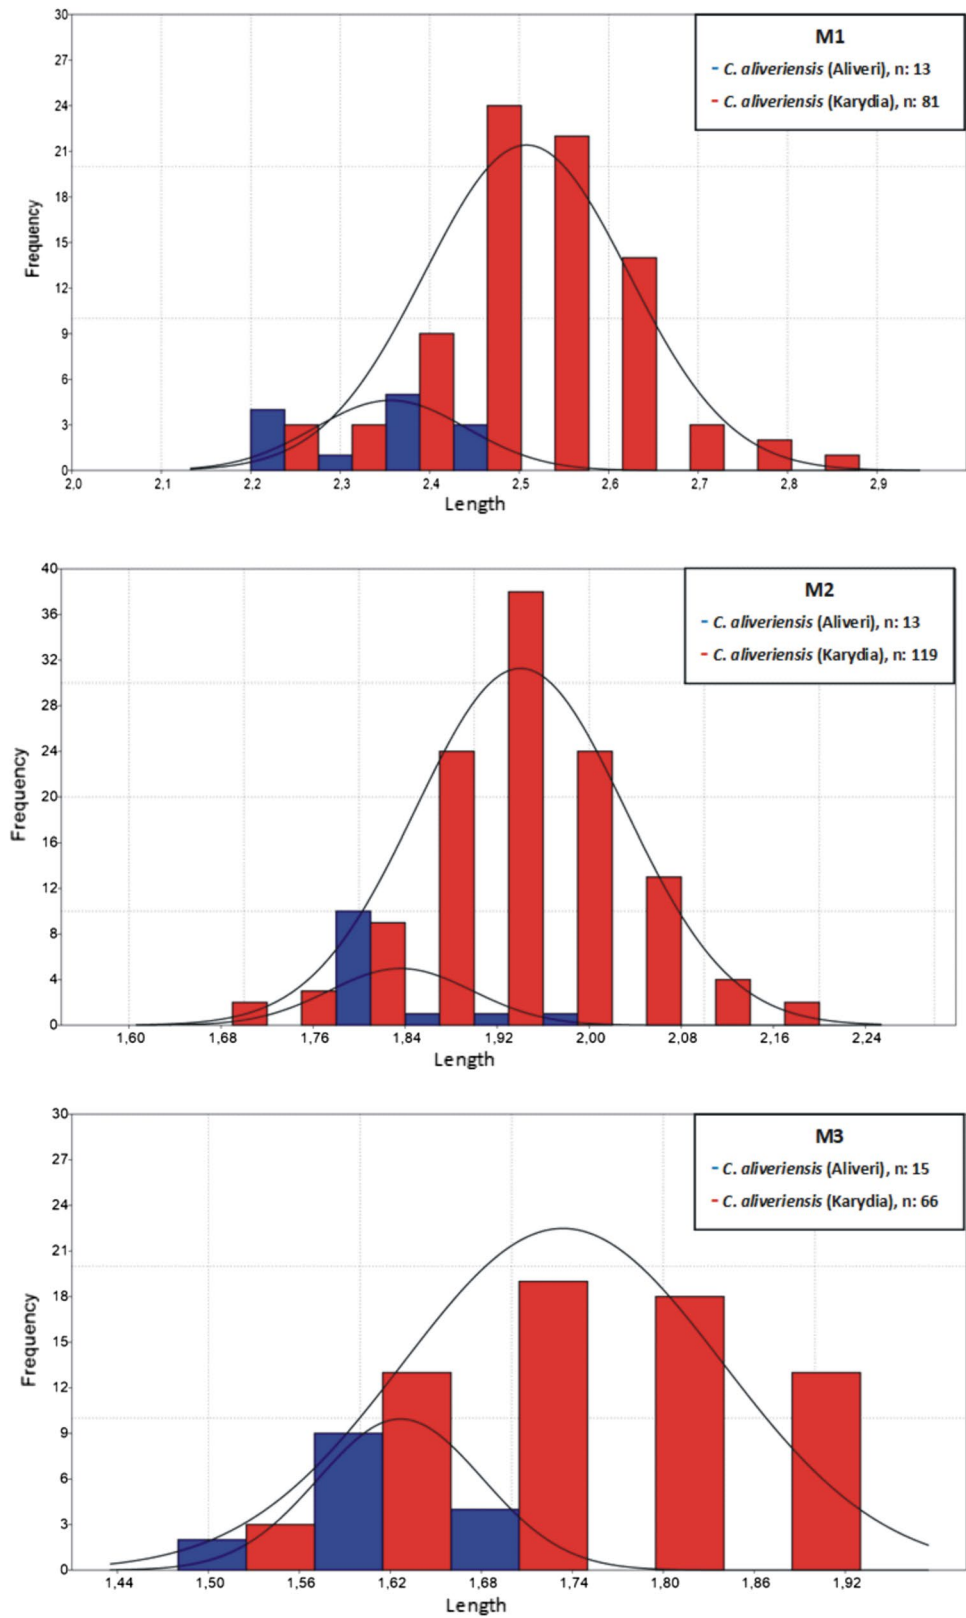 M1
- C. aliveriensis (Aliveri), n: 13
- C. aliveriensis (Karydia), n: 81
30
27
24
21
18
15
12
9
6
3
0
Frequency
2,0 2,1 2,2 2,3 2,4 2,5 2,6 2,7 2,8 2,9
Length
M2
- C. aliveriensis (Aliveri), n: 13
- C. aliveriensis (Karydia), n: 119
40
36
32
28
24
20
16
12
8
4
0
Frequency
1,60 1,68 1,76 1,84 1,92 2,00 2,08 2,16 2,24
Length
M3
- C. aliveriensis (Aliveri), n: 15
- C. aliveriensis (Karydia), n: 66
30
27
24
21
18
15
12
9
6
3
0
Frequency
1,44 1,50 1,56 1,62 1,68 1,74 1,80 1,86 1,92
Length